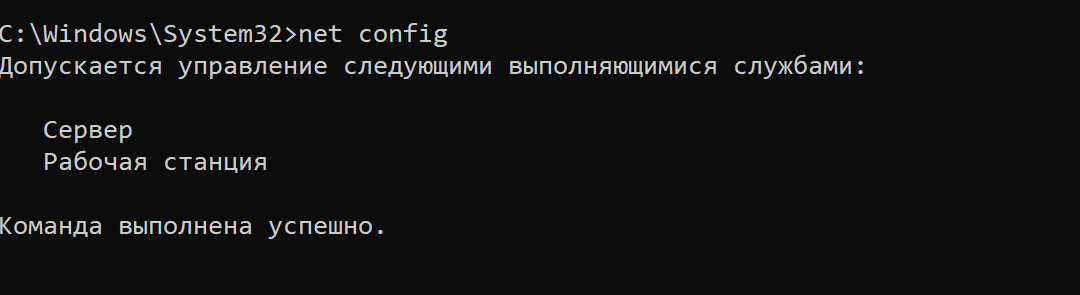 C:\Windows\System32>net config
Допускается управление следующими выполняющимися службами:
Сервер
Рабочая станция
Команда выполнена успешно.